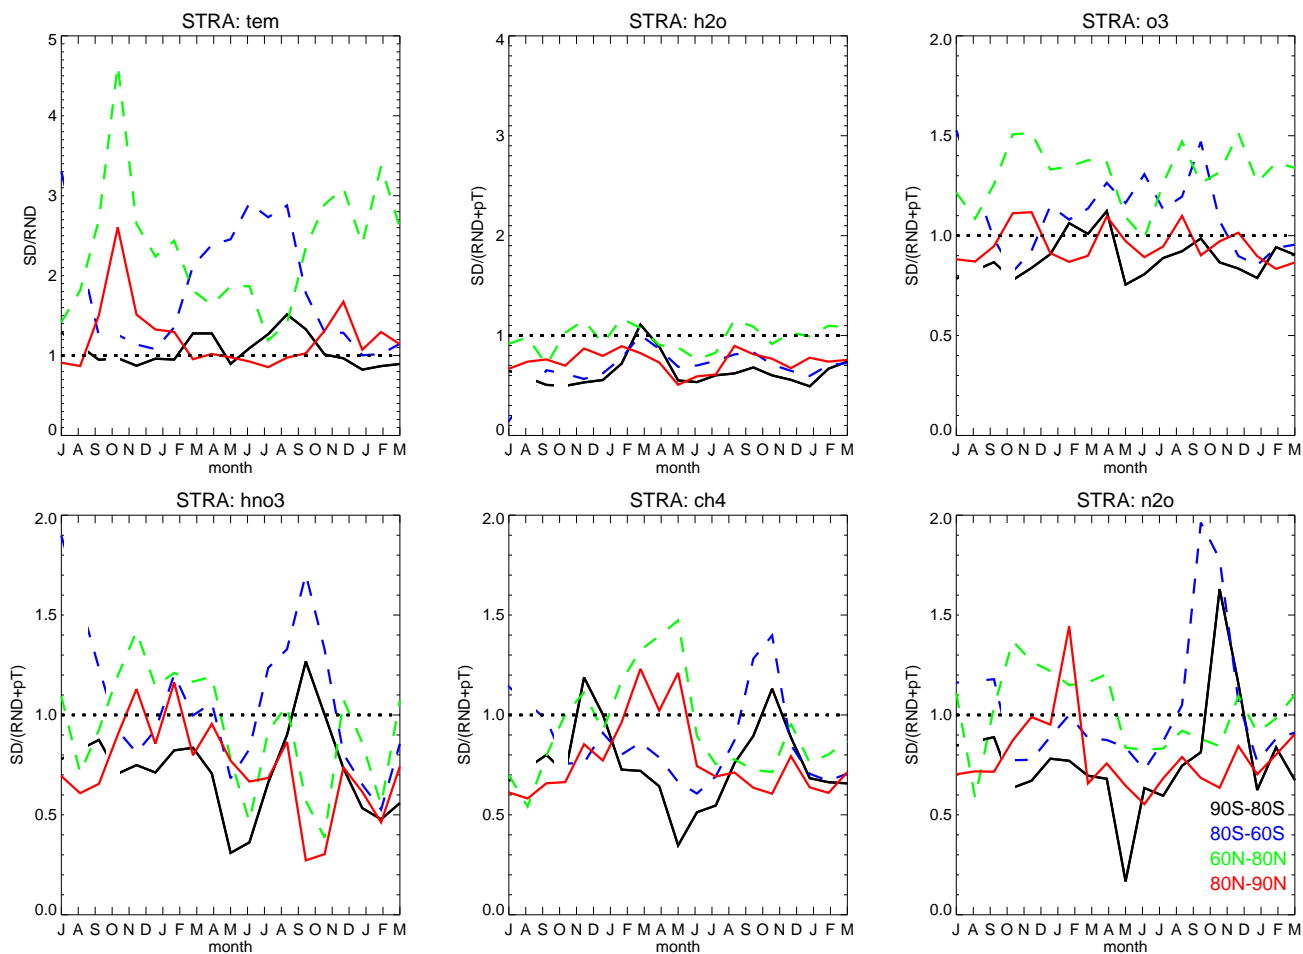 STRA: tem
STRA: h2o
STRA: o3
5
4
3
2
1
0
SD/RND
J A S O N D J F M A M J J A S O N D J F M
month
4
3
2
1
0
SD/(RND+pT)
J A S O N D J F M A M J J A S O N D J F M
month
2.0
1.5
1.0
0.5
0.0
SD/(RND+pT)
J A S O N D J F M A M J J A S O N D J F M
month
STRA: hno3
STRA: ch4
STRA: n2o
2.0
1.5
1.0
0.5
0.0
SD/(RND+pT)
J A S O N D J F M A M J J A S O N D J F M
month
2.0
1.5
1.0
0.5
0.0
SD/(RND+pT)
J A S O N D J F M A M J J A S O N D J F M
month
2.0
1.5
1.0
0.5
0.0
SD/(RND+pT)
90S-80S
80S-60S
60N-80N
80N-90N
J A S O N D J F M A M J J A S O N D J F M
month